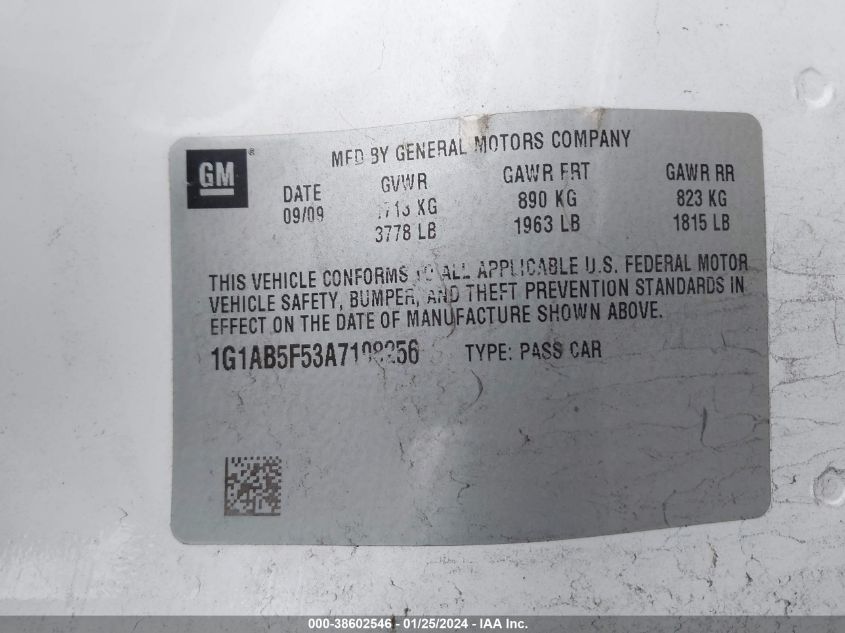 GM
MFD BY GENERAL MOTORS COMPANY
DATE GVWR GAWR FRT GAWR RR
09/09 1713 KG 890 KG 823 KG
3778 LB 1963 LB 1815 LB
THIS VEHICLE CONFORMS TO ALL APPLICABLE U.S. FEDERAL MOTOR
VEHICLE SAFETY, BUMPER, AND THEFT PREVENTION STANDARDS IN
EFFECT ON THE DATE OF MANUFACTURE SHOWN ABOVE.
1G1AB5F53A7108256 TYPE: PASS CAR
000-38602546 - 01/25/2024 - IAA Inc.